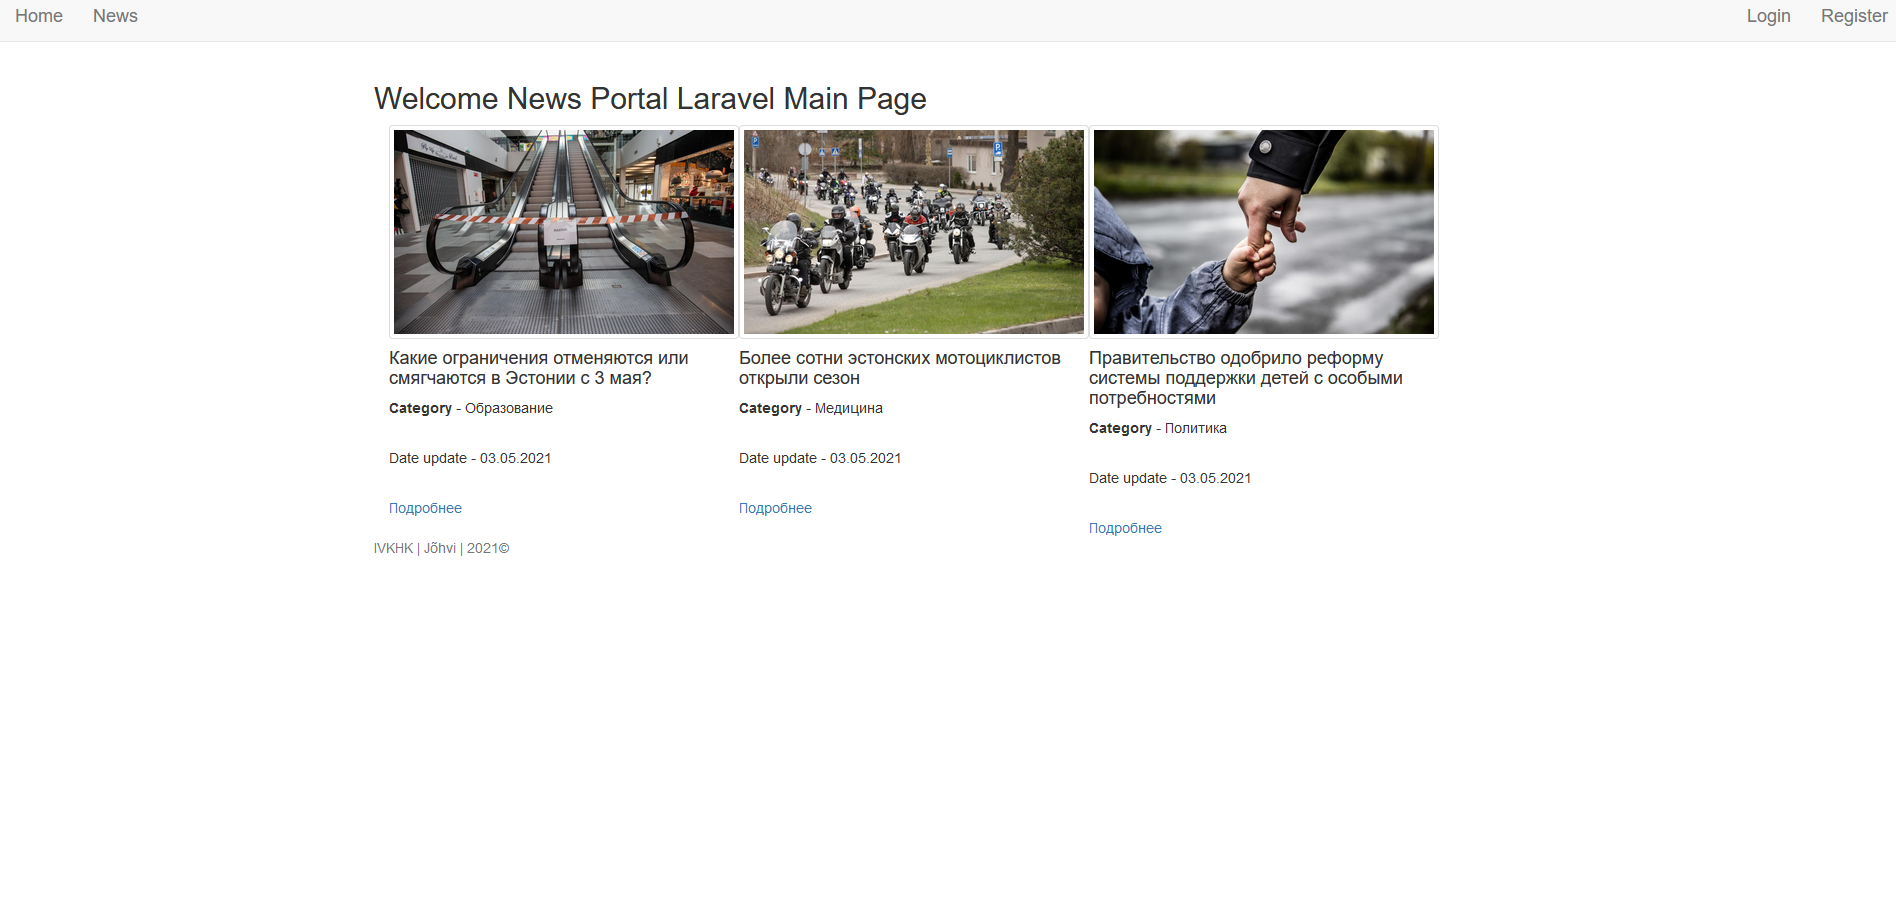 Home News Login Register
Welcome News Portal Laravel Main Page
Какие ограничения отменяются или
смягчаются в Эстонии с 3 мая?
Category - Образование
Date update - 03.05.2021
Подробнее
Более сотни эстонских мотоциклистов
открыли сезон
Category - Медицина
Date update - 03.05.2021
Подробнее
Правительство одобрило реформу
системы поддержки детей с особыми
потребностями
Category - Политика
Date update - 03.05.2021
Подробнее
IVKHK | Jõhvi | 2021©